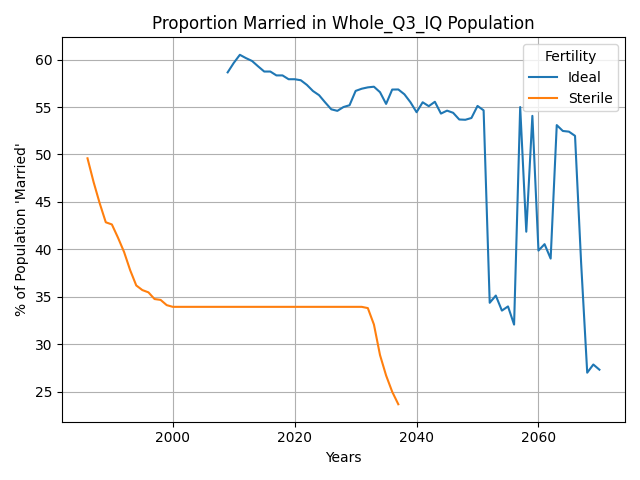 Proportion Married in Whole_Q3_IQ Population
Fertility
Ideal
Sterile
% of Population 'Married'
60
55
50
45
40
35
30
25
2000
2020
2040
2060
Years